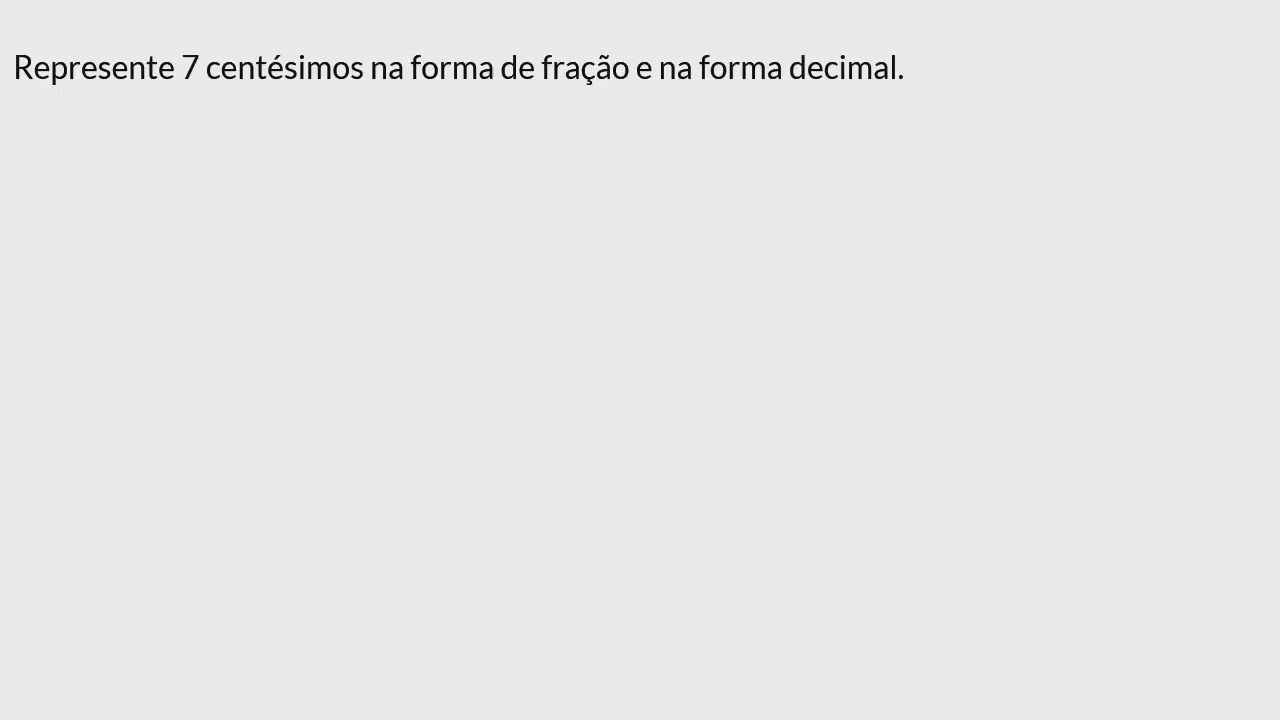 Represente 7 centésimos na forma de fração e na forma decimal.